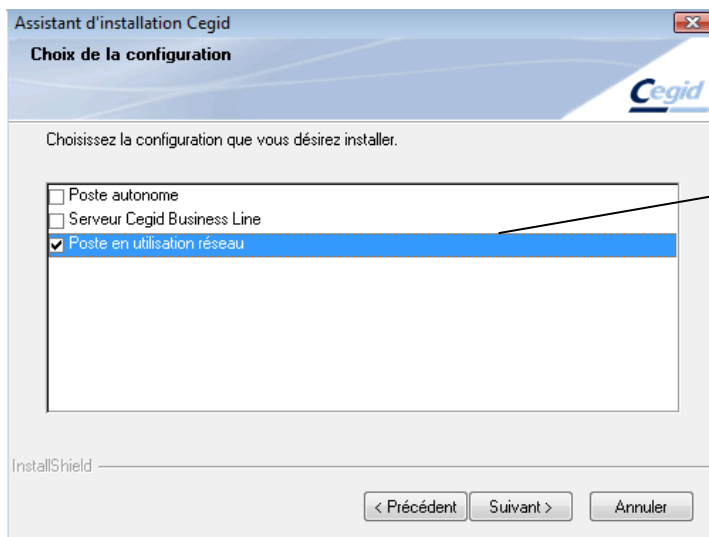 Assistant d'installation Cegid
Choix de la configuration
Cegid
Choisissez la configuration que vous désirez installer.
Poste autonome
Serveur Cegid Business Line
Poste en utilisation réseau
InstallShield
< Précédent
Suivant >
Annuler